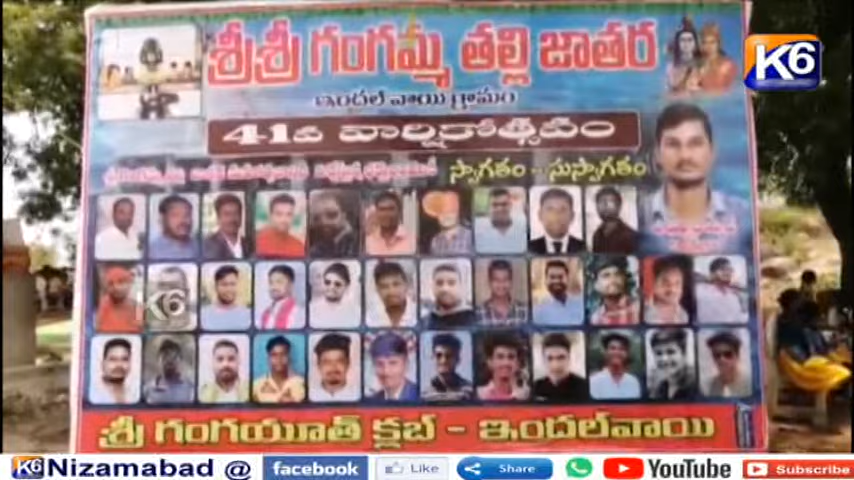 శ్రీశ్రీ గంగమ్మ తల్లి జాతర
K6
ఇందల్ వాయి గ్రామం
41వ వార్షికోత్సవం
స్వాగతం - సుస్వాగతం
K6
శ్రీ గంగయూత్ క్లబ్ - ఇందల్‌వాయి
K6 Nizamabad @ facebook Like Share YouTube Subscribe